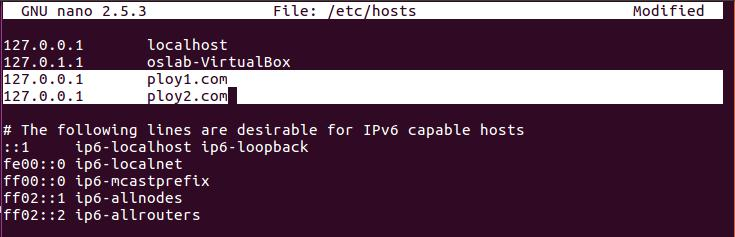 GNU nano 2.5.3 File: /etc/hosts Modified
127.0.0.1 localhost
127.0.1.1 oslab-VirtualBox
127.0.0.1 ploy1.com
127.0.0.1 ploy2.com
# The following lines are desirable for IPv6 capable hosts
::1 ip6-localhost ip6-loopback
fe00::0 ip6-localnet
ff00::0 ip6-mcastprefix
ff02::1 ip6-allnodes
ff02::2 ip6-allrouters